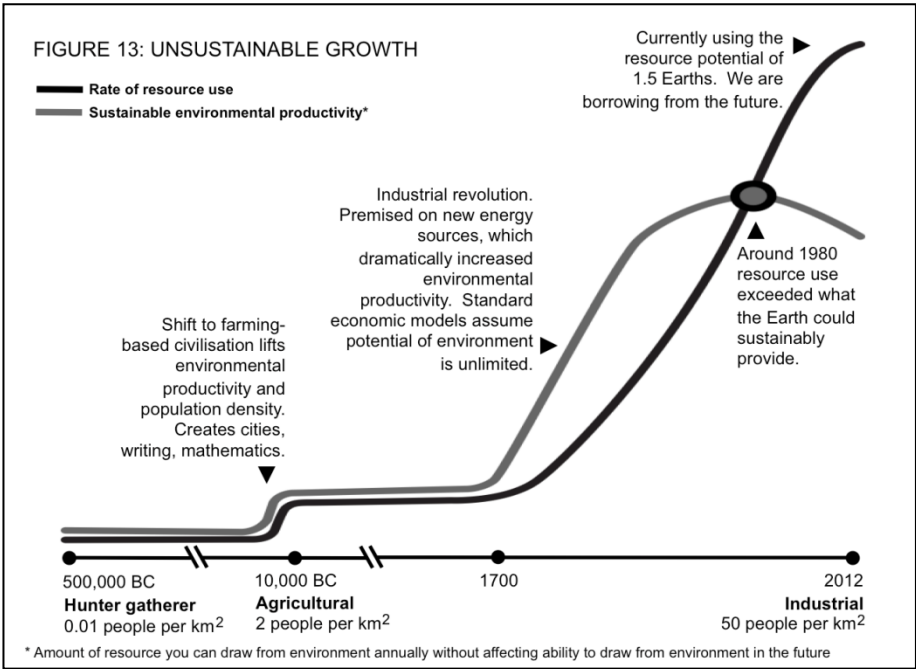 FIGURE 13: UNSUSTAINABLE GROWTH
Rate of resource use
Sustainable environmental productivity*
Currently using the
resource potential of
1.5 Earths. We are
borrowing from the future.
Industrial revolution.
Premised on new energy
sources, which
dramatically increased
environmental
productivity. Standard
economic models assume
potential of environment
is unlimited.
Around 1980
resource use
exceeded what
the Earth could
sustainably
provide.
Shift to farming-
based civilisation lifts
environmental
productivity and
population density.
Creates cities,
writing, mathematics.
500,000 BC
Hunter gatherer
0.01 people per km²
10,000 BC
Agricultural
2 people per km²
1700
2012
Industrial
50 people per km²
* Amount of resource you can draw from environment annually without affecting ability to draw from environment in the future